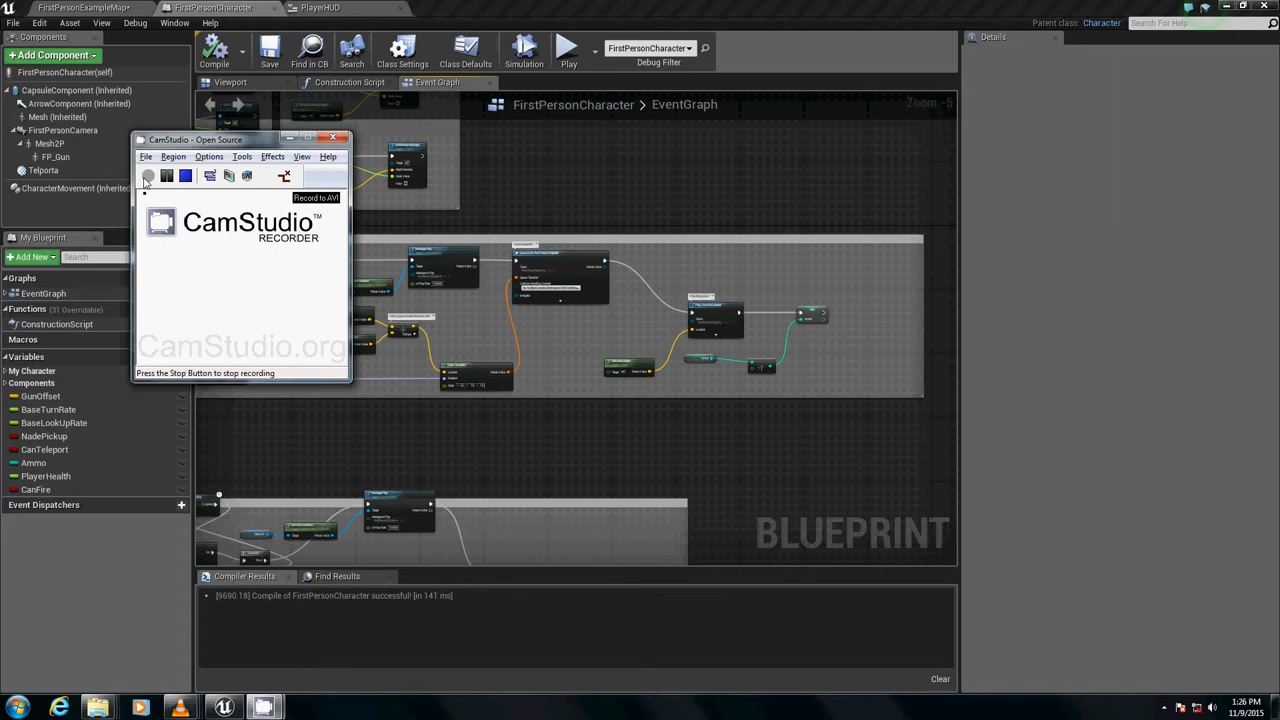 FirstPersonExampleMap*
FirstPersonCharacter
PlayerHUD
File Edit Asset View Debug Window Help
Parent class: Character
Search For Help
Components
Details
+ Add Component
Compile
Save
Find in CB
Search
Class Settings
Class Defaults
Simulation
Play
FirstPersonCharacter
Debug Filter
FirstPersonCharacter(self)
Viewport
Construction Script
Event Graph
CapsuleComponent (Inherited)
ArrowComponent (Inherited)
Mesh (Inherited)
FirstPersonCamera
Mesh2P
FP_Gun
Teleporta
CharacterMovement (Inherited)
FirstPersonCharacter > EventGraph
Zoom -5
CamStudio - Open Source
File Region Options Tools Effects View Help
Record to AVI
CamStudio™
RECORDER
CamStudio.org
Press the Stop Button to stop recording
My Blueprint
+ Add New
Search
Graphs
EventGraph
Functions (31 Overridable)
ConstructionScript
Macros
Variables
My Character
Components
GunOffset
BaseTurnRate
BaseLookUpRate
NadePickup
CanTeleport
Ammo
PlayerHealth
CanFire
Event Dispatchers
BLUEPRINT
Compiler Results
Find Results
[9690.18] Compile of FirstPersonCharacter successful! [in 141 ms]
Clear
1:26 PM
11/9/2015